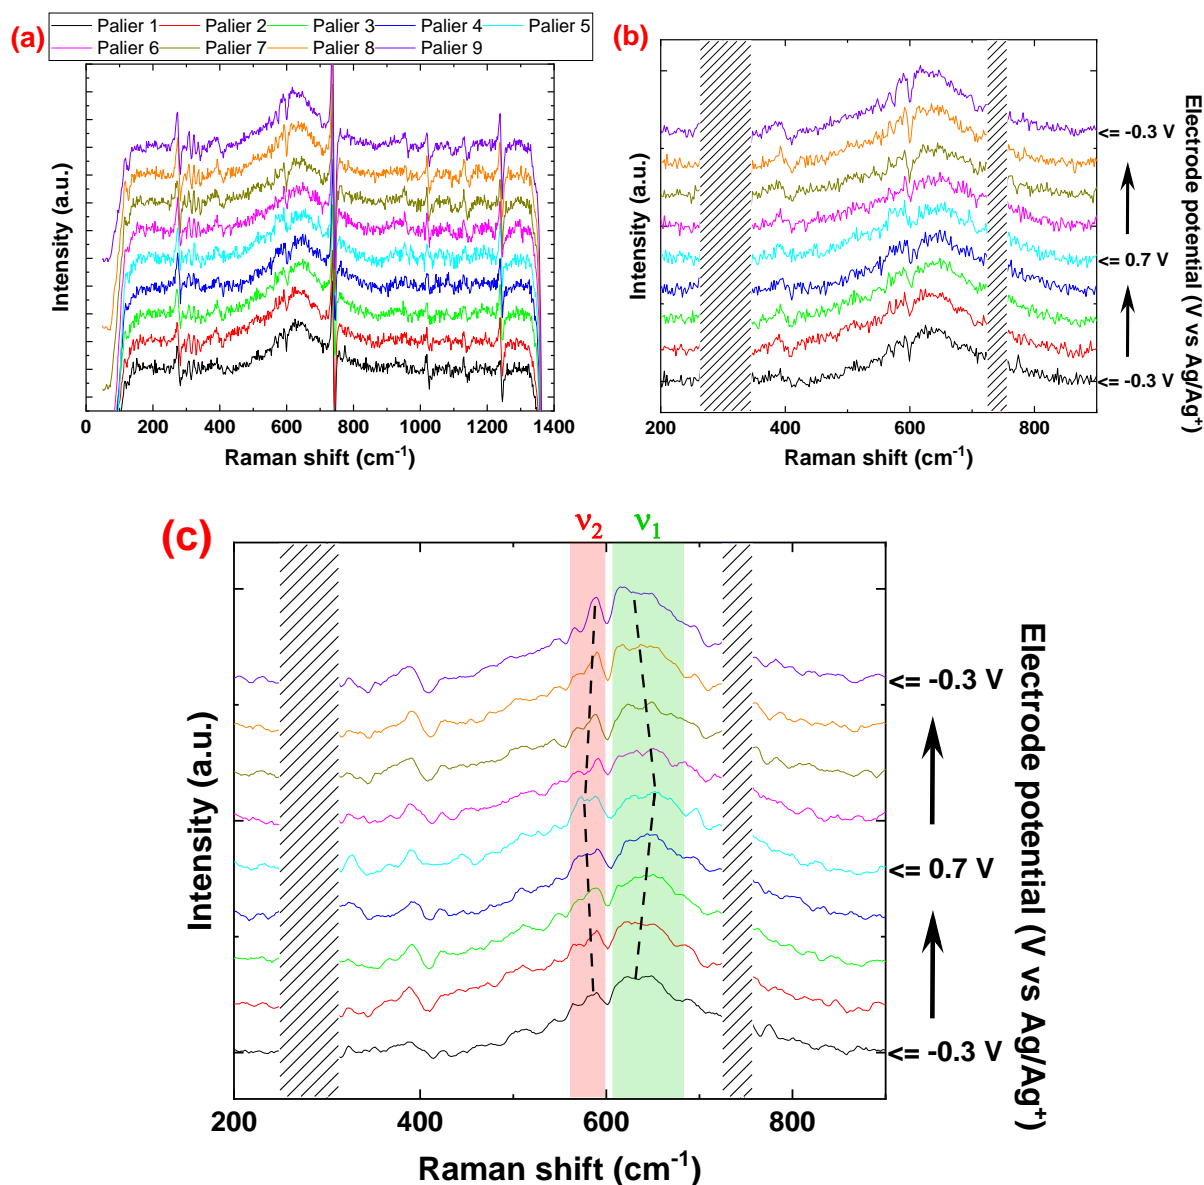 (a)
Palier 1 Palier 2 Palier 3 Palier 4 Palier 5
Palier 6 Palier 7 Palier 8 Palier 9
Intensity (a.u.)
0 200 400 600 800 1000 1200 1400
Raman shift (cm⁻¹)
(b)
Intensity (a.u.)
<= -0.3 V
<= 0.7 V
<= -0.3 V
Electrode potential (V vs Ag/Ag⁺)
200 400 600 800
Raman shift (cm⁻¹)
(c)
ν₂ ν₁
Intensity (a.u.)
<= -0.3 V
<= 0.7 V
<= -0.3 V
Electrode potential (V vs Ag/Ag⁺)
200 400 600 800
Raman shift (cm⁻¹)